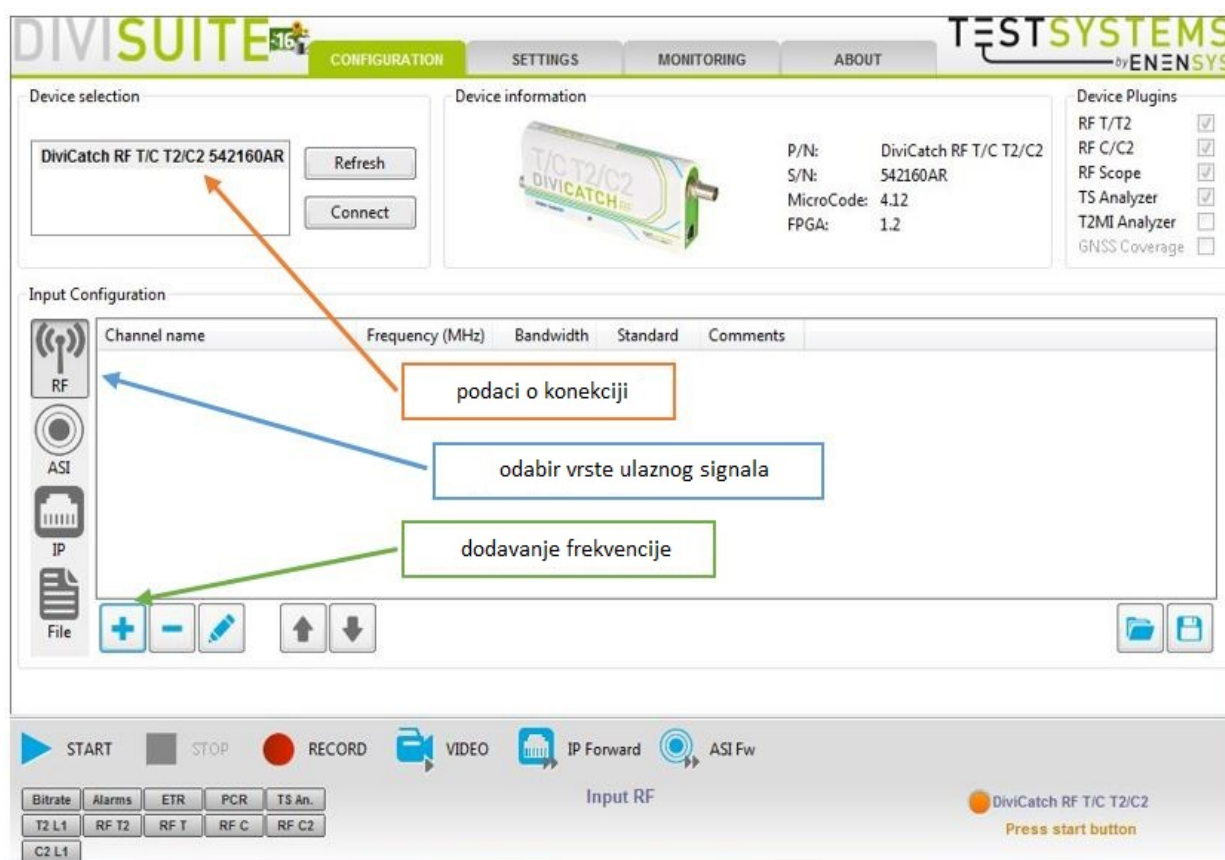 DIVISUITE
-16
CONFIGURATION
SETTINGS
MONITORING
ABOUT
TESTSYSTEMS
by ENENSYS
Device selection
DiviCatch RF T/C T2/C2 542160AR
Refresh
Connect
Device information
T/C T2/C2
DIVICATCH RF
P/N: DiviCatch RF T/C T2/C2
S/N: 542160AR
MicroCode: 4.12
FPGA: 1.2
Device Plugins
RF T/T2
RF C/C2
RF Scope
TS Analyzer
T2MI Analyzer
GNSS Coverage
Input Configuration
RF
ASI
IP
File
Channel name Frequency (MHz) Bandwidth Standard Comments
podaci o konekciji
odabir vrste ulaznog signala
dodavanje frekvencije
START STOP RECORD VIDEO IP Forward ASI Fw
Bitrate Alarms ETR PCR TS An.
T2 L1 RF T2 RF T RF C RF C2
C2 L1
Input RF
DiviCatch RF T/C T2/C2
Press start button